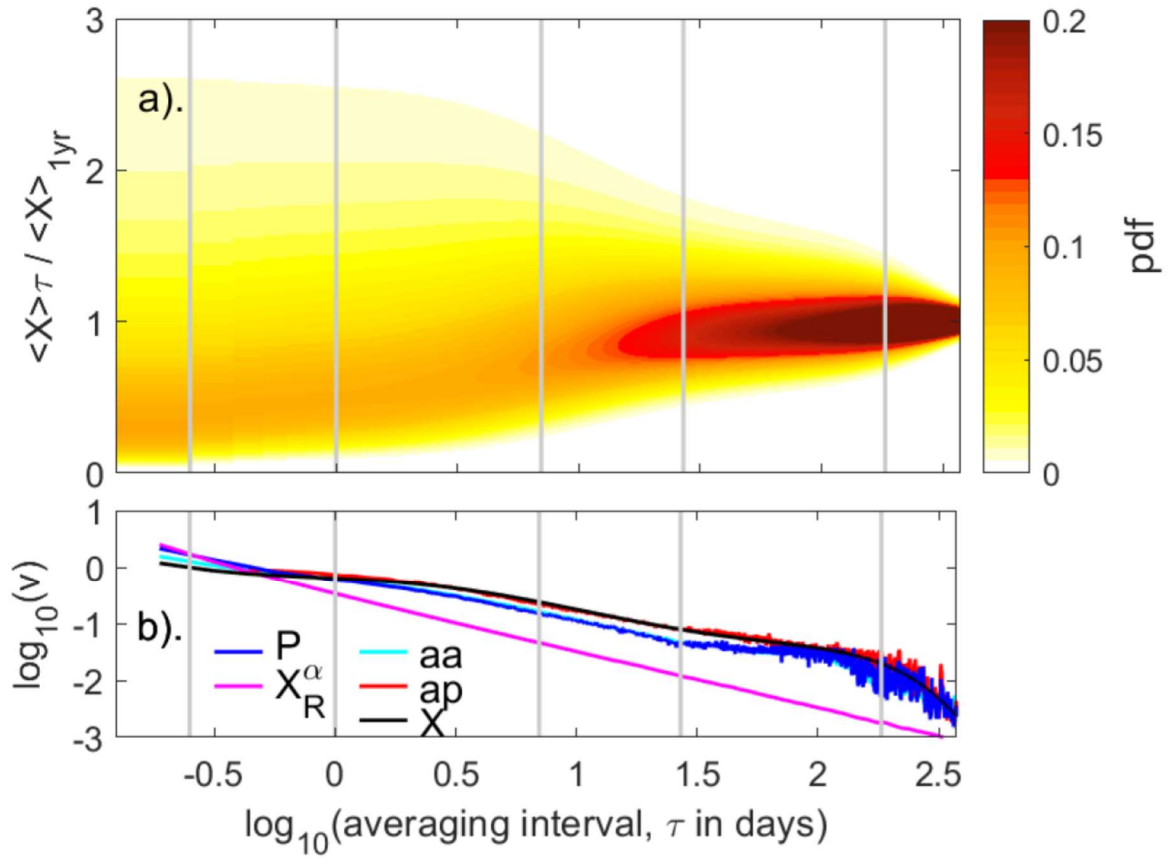 3
2
1
0
<X>τ / <X>1yr
a).
0.2
0.15
0.1
0.05
0
pdf
1
0
-1
-2
-3
log10(v)
b).
P
XαR
aa
ap
X
-0.5
0
0.5
1
1.5
2
2.5
log10(averaging interval, τ in days)